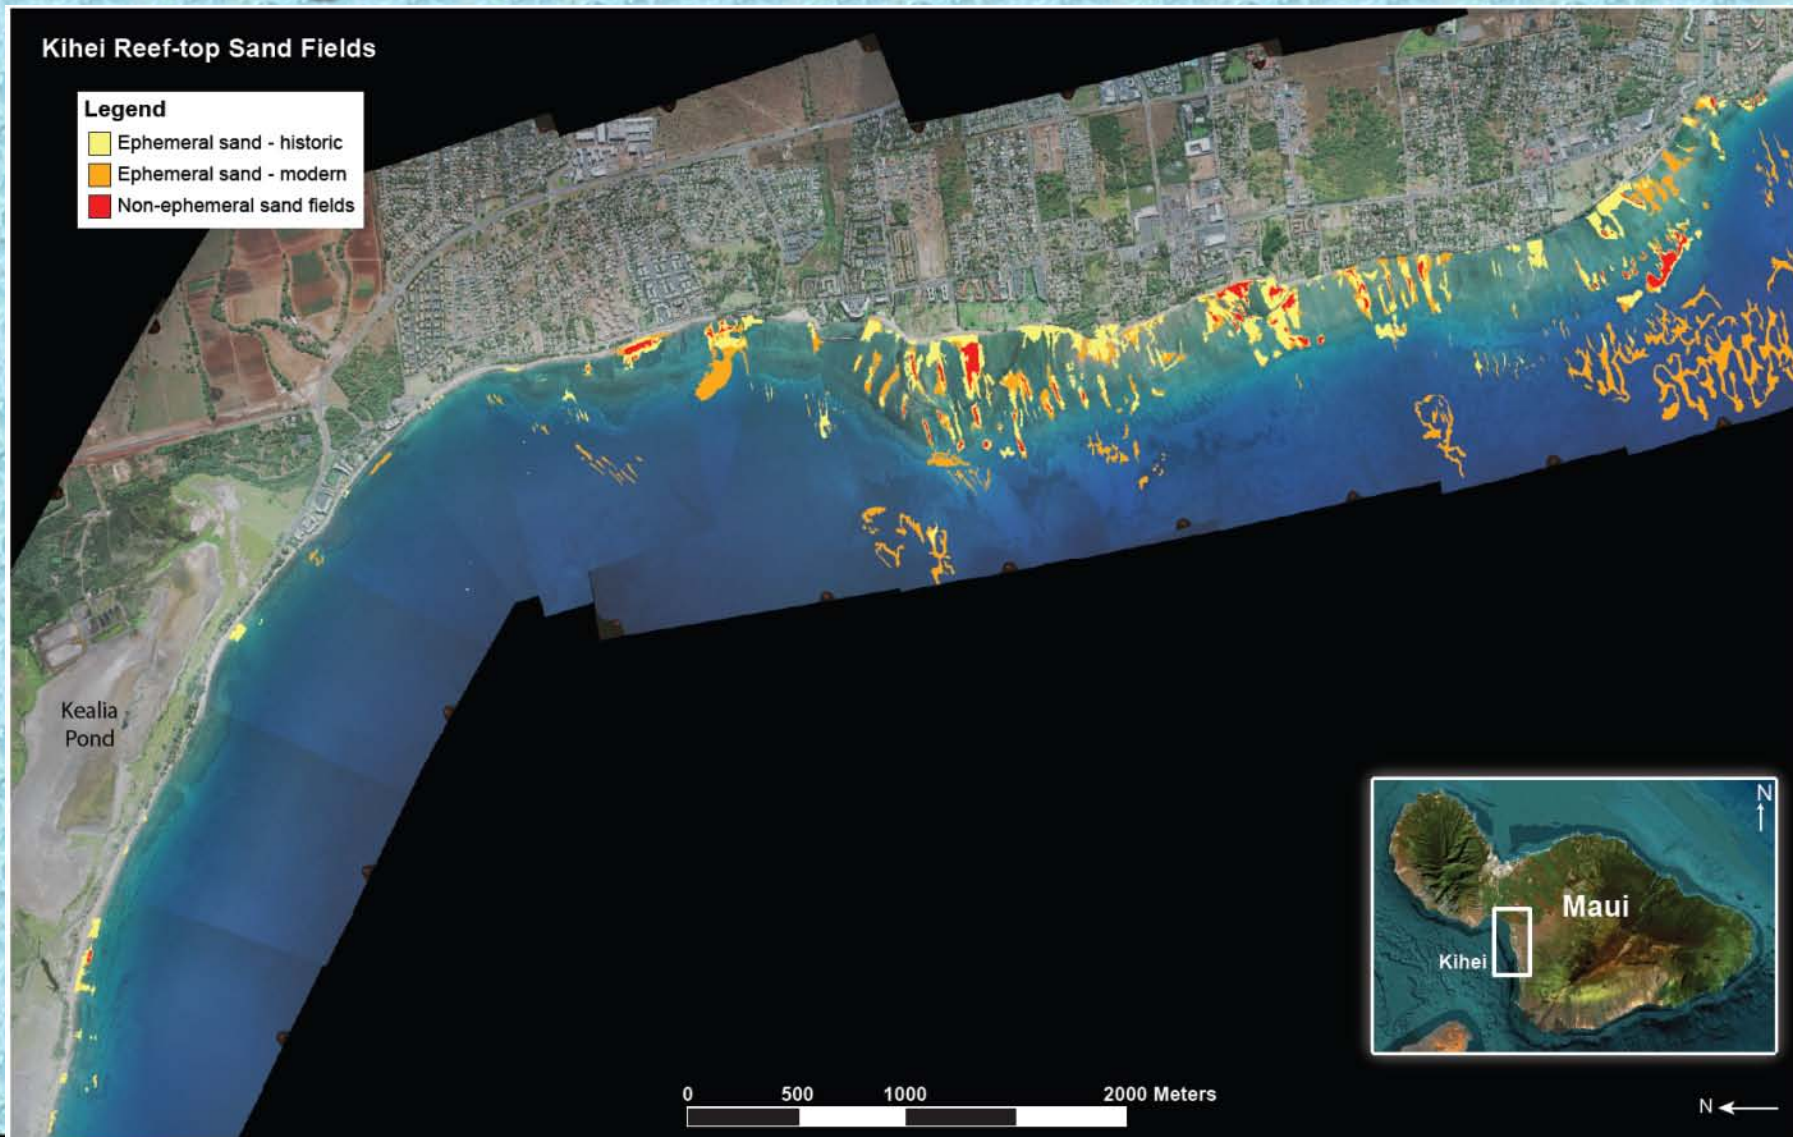 Kihei Reef-top Sand Fields
Legend
Ephemeral sand - historic
Ephemeral sand - modern
Non-ephemeral sand fields
Kealia
Pond
N
Maui
Kihei
0 500 1000 2000 Meters
N